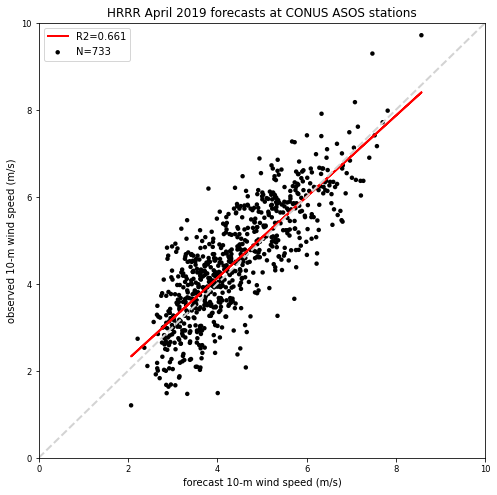 HRRR April 2019 forecasts at CONUS ASOS stations
R2=0.661
N=733
10
8
6
4
2
0
observed 10-m wind speed (m/s)
0 2 4 6 8 10
forecast 10-m wind speed (m/s)